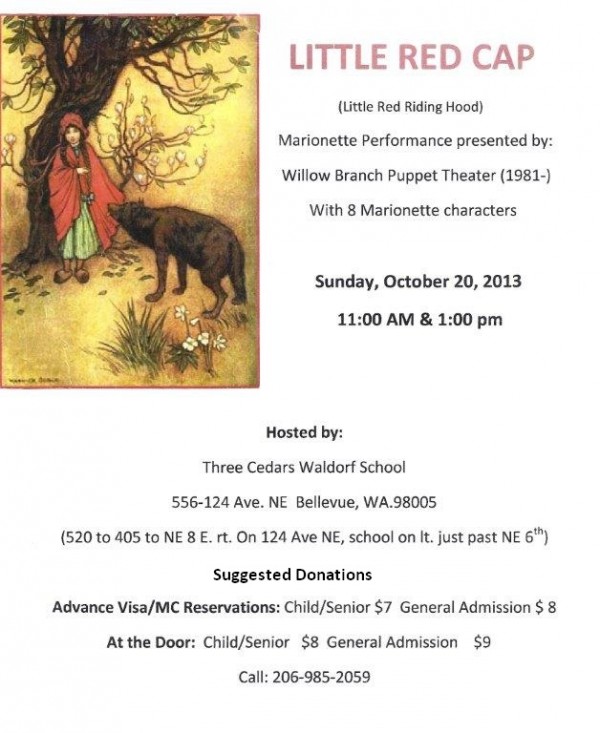 LITTLE RED CAP
(Little Red Riding Hood)
Marionette Performance presented by:
Willow Branch Puppet Theater (1981-)
With 8 Marionette characters
Sunday, October 20, 2013
11:00 AM & 1:00 pm
Hosted by:
Three Cedars Waldorf School
556-124 Ave. NE  Bellevue, WA.98005
(520 to 405 to NE 8 E. rt. On 124 Ave NE, school on lt. just past NE 6th)
Suggested Donations
Advance Visa/MC Reservations: Child/Senior $7  General Admission $ 8
At the Door:  Child/Senior   $8  General Admission   $9
Call: 206-985-2059